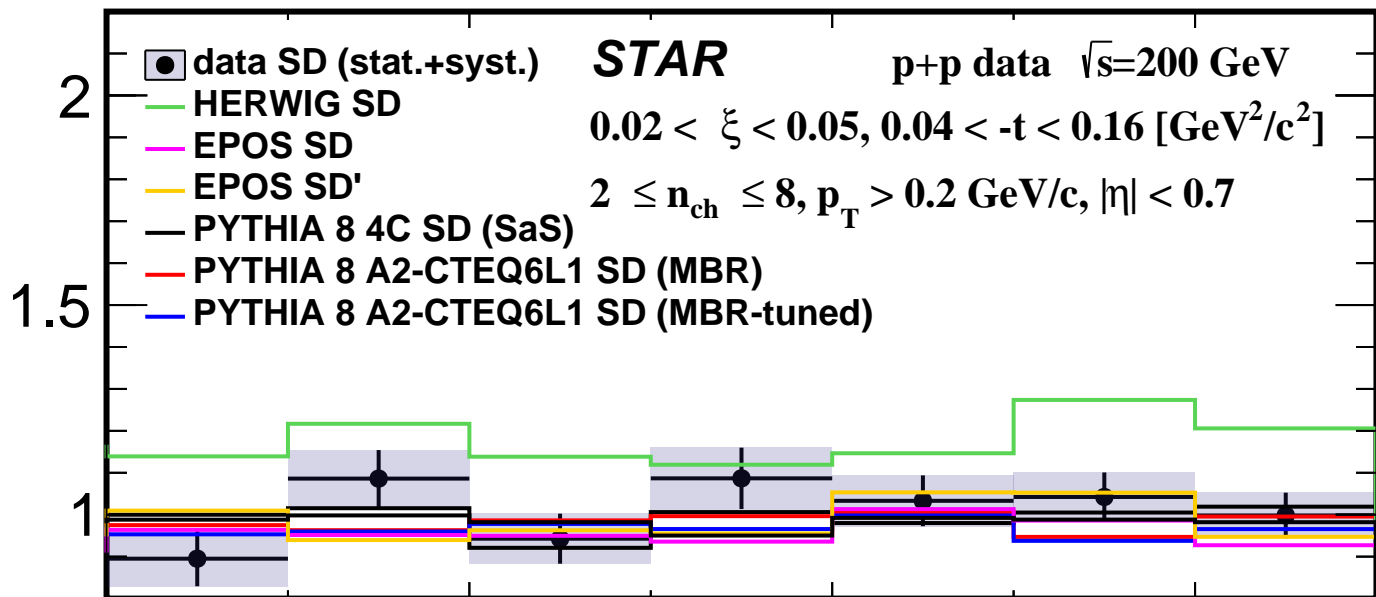 data SD (stat.+syst.) STAR p+p data √s=200 GeV
2
HERWIG SD 0.02 < ξ < 0.05, 0.04 < -t < 0.16 [GeV²/c²]
EPOS SD
EPOS SD' 2 ≤ n_ch ≤ 8, p_T > 0.2 GeV/c, |η| < 0.7
PYTHIA 8 4C SD (SaS)
PYTHIA 8 A2-CTEQ6L1 SD (MBR)
1.5
PYTHIA 8 A2-CTEQ6L1 SD (MBR-tuned)
1